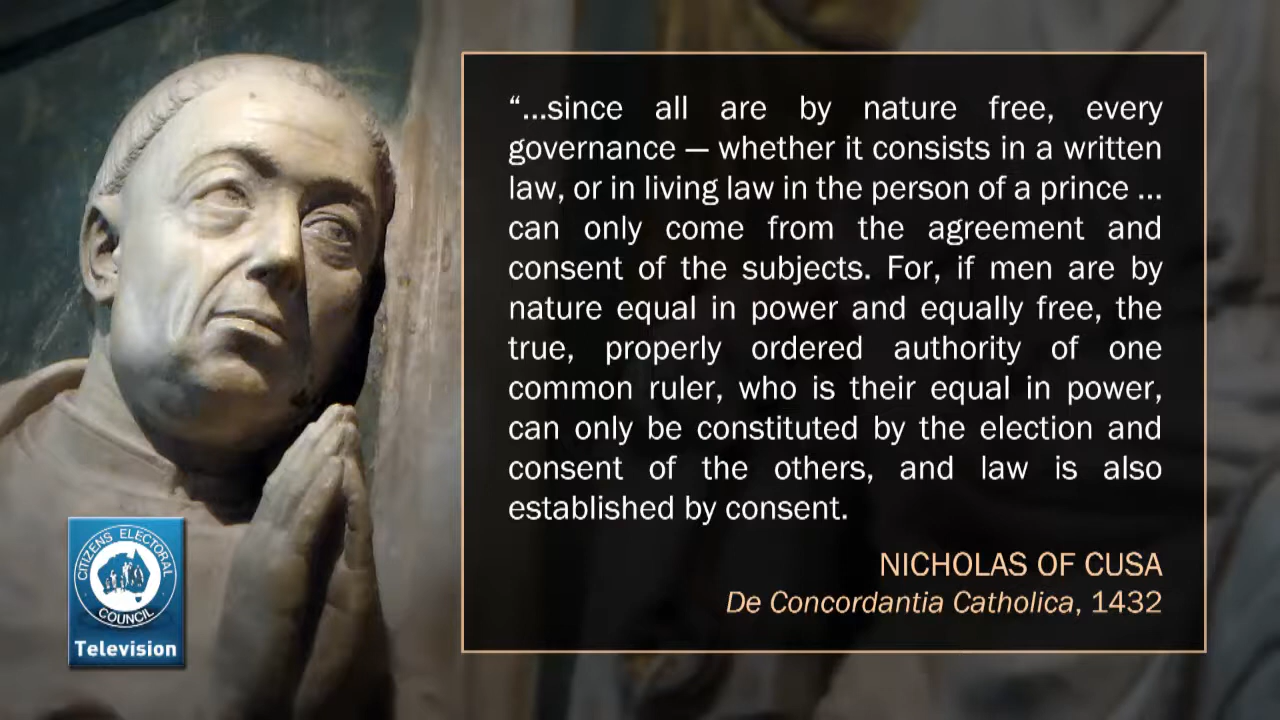 “...since all are by nature free, every
governance — whether it consists in a written
law, or in living law in the person of a prince ...
can only come from the agreement and
consent of the subjects. For, if men are by
nature equal in power and equally free, the
true, properly ordered authority of one
common ruler, who is their equal in power,
can only be constituted by the election and
consent of the others, and law is also
established by consent.
NICHOLAS OF CUSA
De Concordantia Catholica, 1432
CITIZENS ELECTORAL
COUNCIL
Television